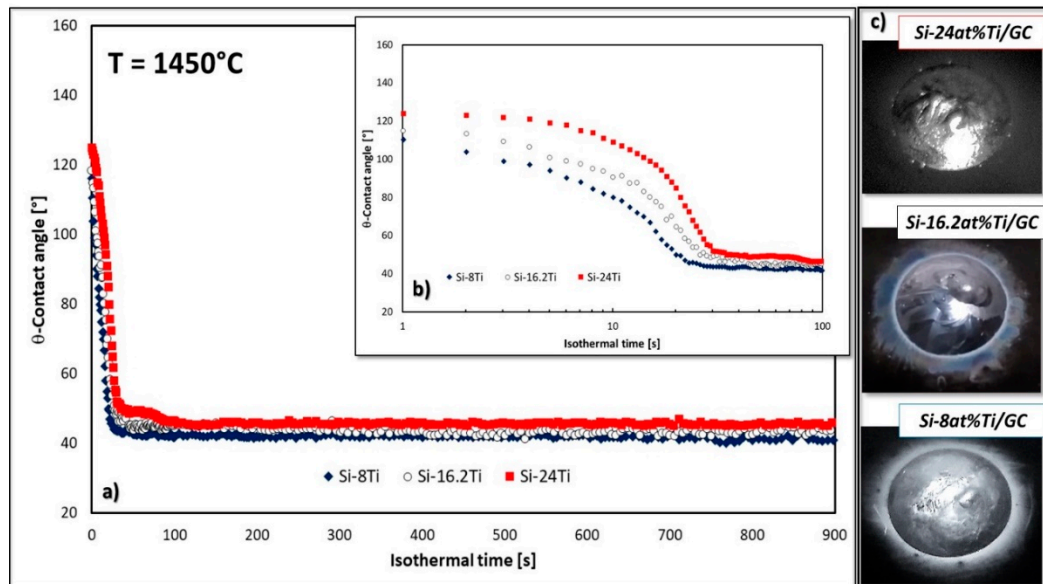 160
140
120
100
80
60
40
20
θ-Contact angle [°]
T = 1450°C
0 100 200 300 400 500 600 700 800 900
Isothermal time [s]
Si-8Ti Si-16.2Ti Si-24Ti
a)
160
140
120
100
80
60
40
20
θ-Contact angle [°]
b)
Si-8Ti Si-16.2Ti Si-24Ti
1 10 100
Isothermal time [s]
c)
Si-24at%Ti/GC
Si-16.2at%Ti/GC
Si-8at%Ti/GC